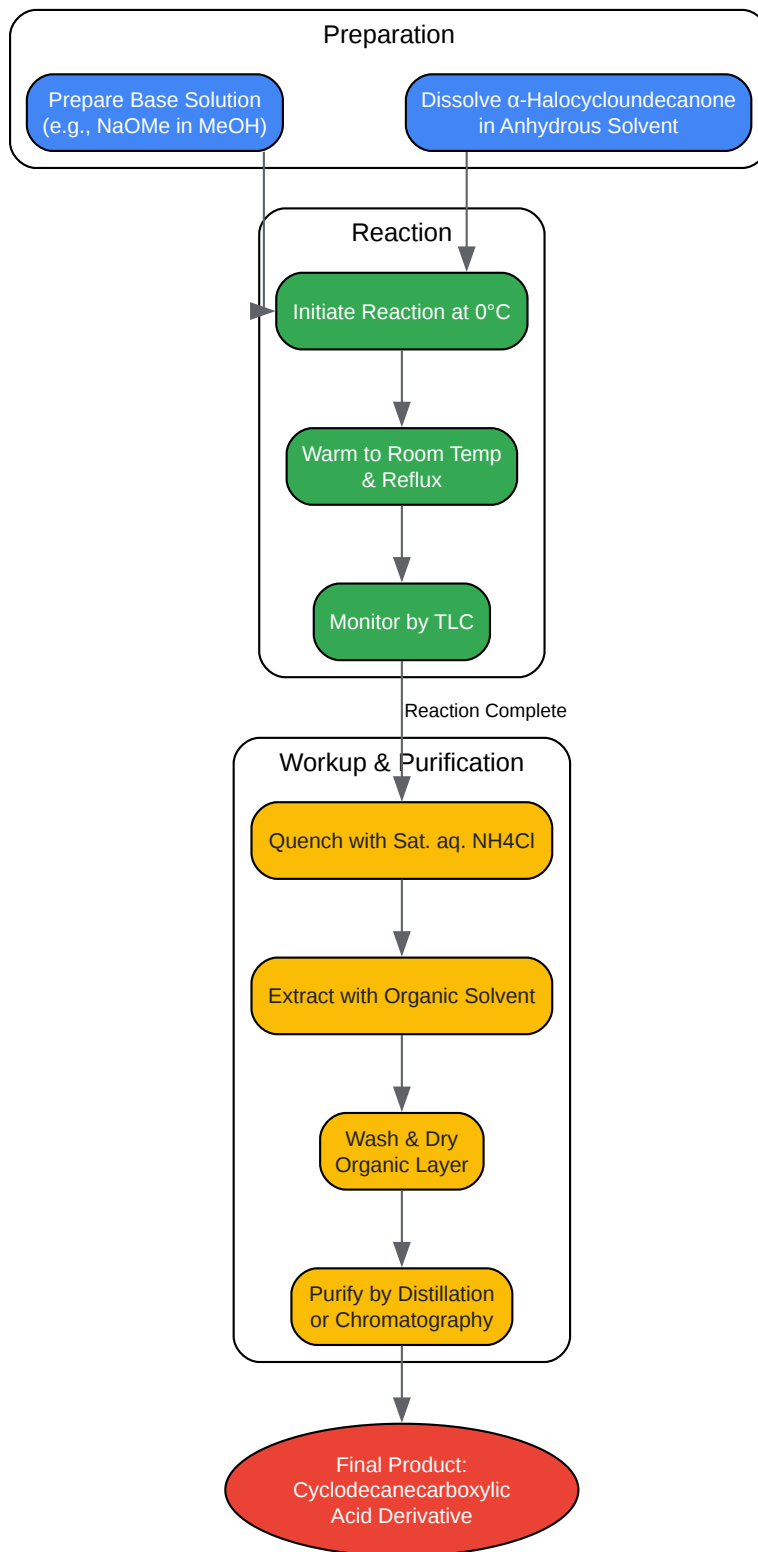 Preparation
Prepare Base Solution
(e.g., NaOMe in MeOH)
Dissolve α-Halocycloundecanone
in Anhydrous Solvent
Reaction
Initiate Reaction at 0°C
Warm to Room Temp
& Reflux
Monitor by TLC
Reaction Complete
Workup & Purification
Quench with Sat. aq. NH4Cl
Extract with Organic Solvent
Wash & Dry
Organic Layer
Purify by Distillation
or Chromatography
Final Product:
Cyclodecanecarboxylic
Acid Derivative